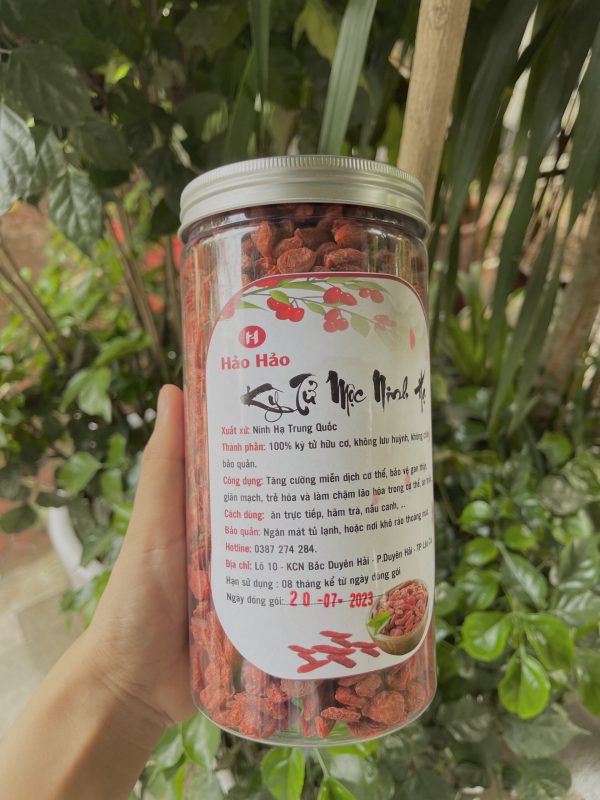 H
Hảo Hảo
Kỷ Tử Mộc Ninh
Xuất xứ: Ninh Hạ Trung Quốc
Thành phần: 100% kỷ tử hữu cơ, không lưu huỳnh, không
bảo quản.
Công dụng: Tăng cường miễn dịch cơ thể, bảo vệ gan thận,
giãn mạch, trẻ hóa và làm chậm lão hóa trong cơ thể, an
Cách dùng: ăn trực tiếp, hãm trà, nấu canh, ...
Bảo quản: Ngăn mát tủ lạnh, hoặc nơi khô ráo thoáng mát.
Hotline: 0387 274 284.
Địa chỉ: Lô 10 - KCN Bắc Duyên Hải - P.Duyên Hải - TP Lào
Hạn sử dụng : 08 tháng kể từ ngày đóng gói
Ngày đóng gói: 20-07-2023